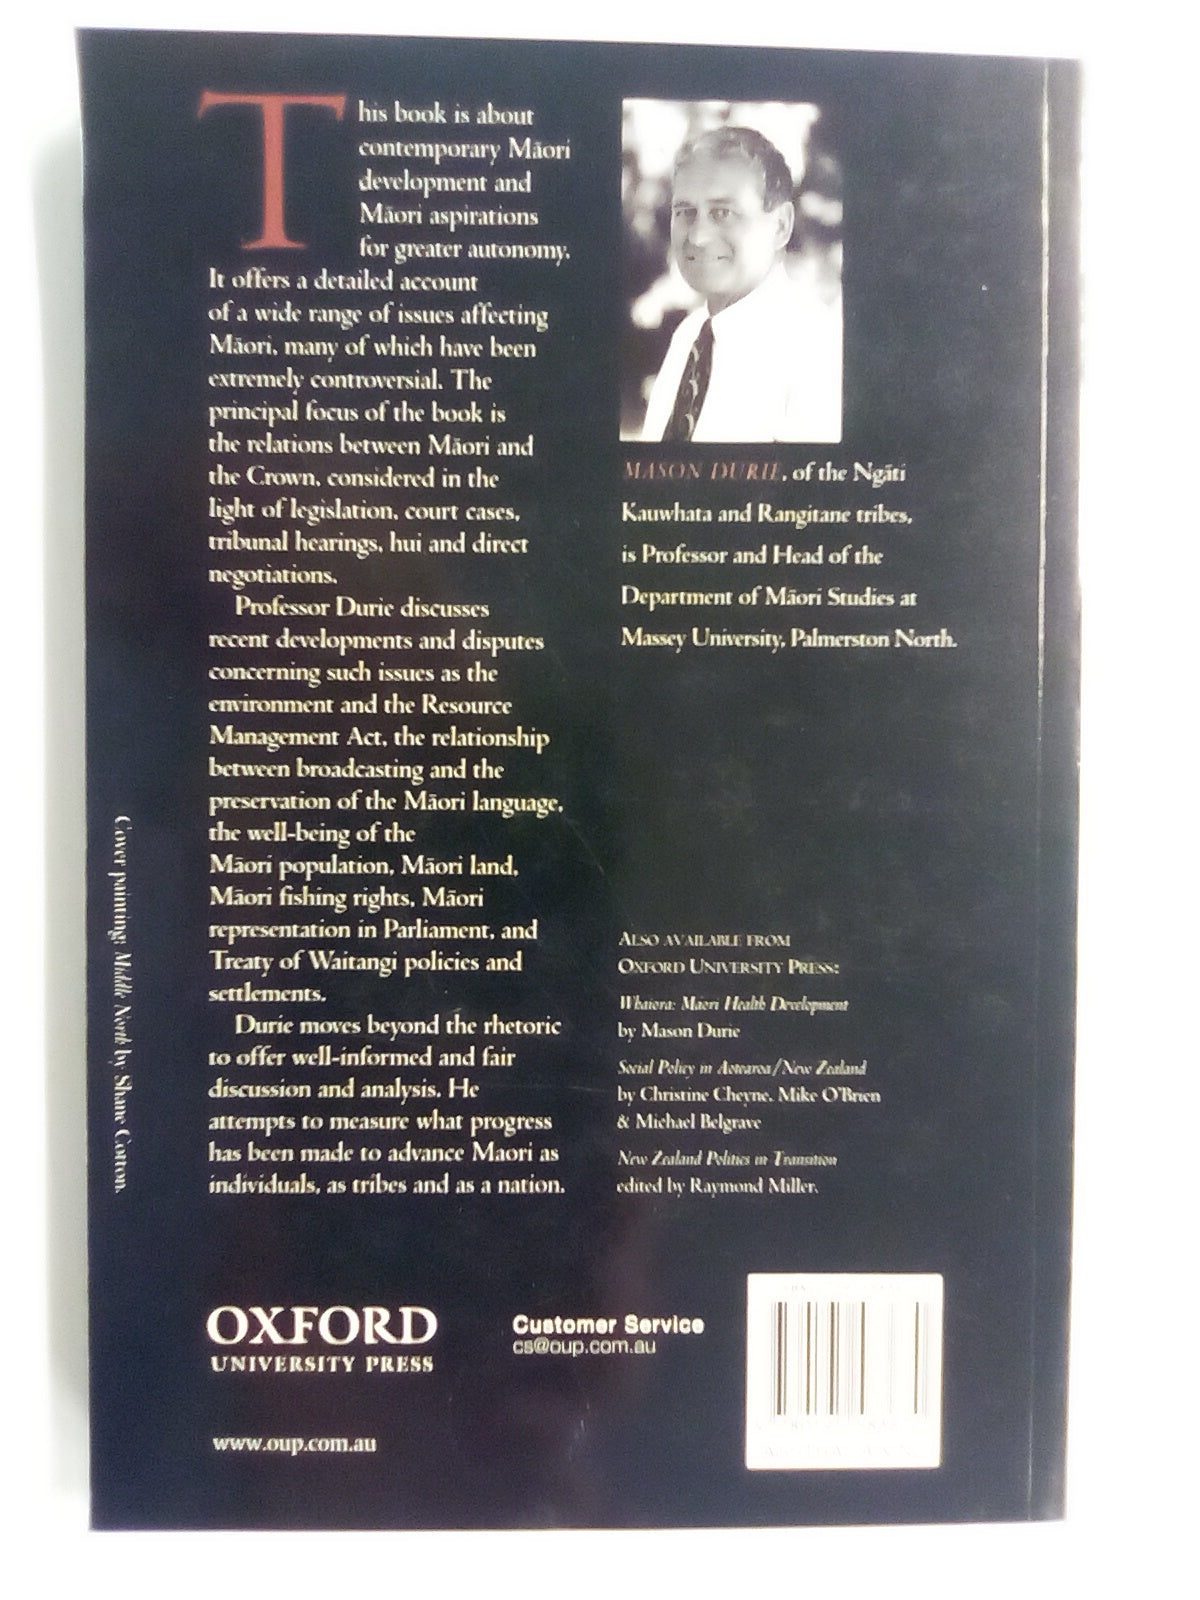 This book is about
contemporary Māori
development and
Māori aspirations
for greater autonomy.
It offers a detailed account
of a wide range of issues affecting
Māori, many of which have been
extremely controversial. The
principal focus of the book is
the relations between Māori and
the Crown, considered in the
light of legislation, court cases,
tribunal hearings, hui and direct
negotiations.
Professor Durie discusses
recent developments and disputes
concerning such issues as the
environment and the Resource
Management Act, the relationship
between broadcasting and the
preservation of the Māori language,
the well-being of the
Māori population, Māori land,
Māori fishing rights, Māori
representation in Parliament, and
Treaty of Waitangi policies and
settlements.
Durie moves beyond the rhetoric
to offer well-informed and fair
discussion and analysis. He
attempts to measure what progress
has been made to advance Maori as
individuals, as tribes and as a nation.
MASON DURIE, of the Ngāti
Kauwhata and Rangitane tribes,
is Professor and Head of the
Department of Māori Studies at
Massey University, Palmerston North.
ALSO AVAILABLE FROM
OXFORD UNIVERSITY PRESS:
Whaiora: Maori Health Development
by Mason Durie
Social Policy in Aotearoa/New Zealand
by Christine Cheyne, Mike O'Brien
& Michael Belgrave
New Zealand Politics in Transition
edited by Raymond Miller.
Cover painting: Middle North by Shane Cotton.
OXFORD
UNIVERSITY PRESS
Customer Service
cs@oup.com.au
www.oup.com.au